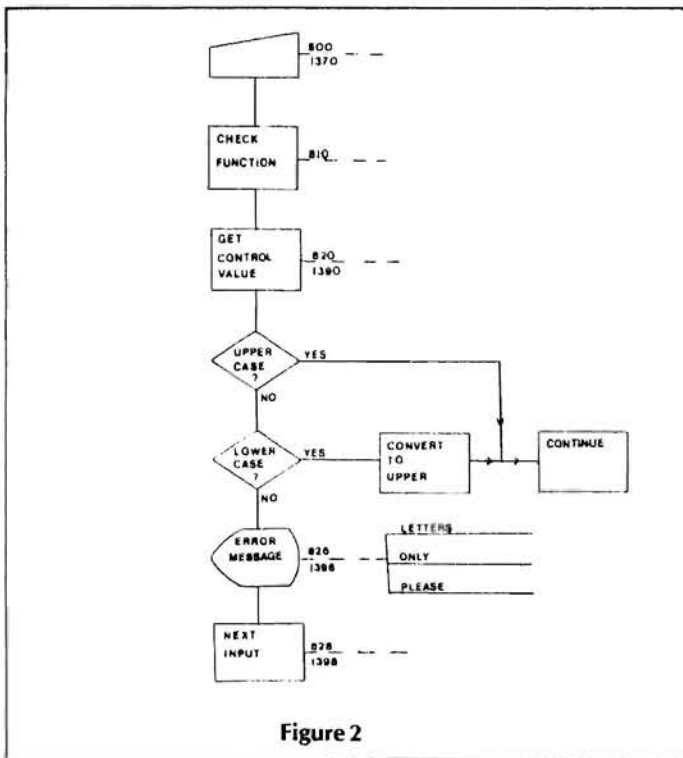 800
1370
CHECK
FUNCTION
810
GET
CONTROL
VALUE
820
1390
UPPER
CASE
?
YES
NO
LOWER
CASE
?
YES
CONVERT
TO
UPPER
CONTINUE
NO
ERROR
MESSAGE
826
1396
LETTERS
ONLY
PLEASE
NEXT
INPUT
828
1398
Figure 2